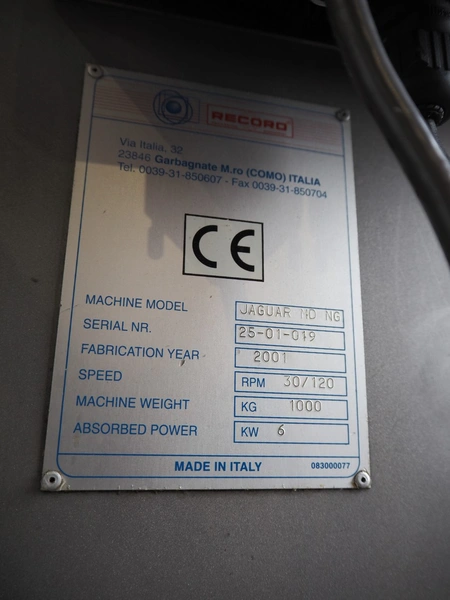 RECORD
Via Italia, 32
23846 Garbagnate M.ro (COMO) ITALIA
Tel. 0039-31-850607 - Fax 0039-31-850704
CE
MACHINE MODEL JAGUAR ND NG
SERIAL NR. 25-01-019
FABRICATION YEAR 2001
SPEED RPM 30/120
MACHINE WEIGHT KG 1000
ABSORBED POWER KW 6
MADE IN ITALY 083000077